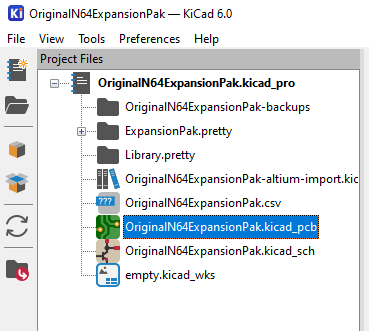 Ki OriginalN64ExpansionPak — KiCad 6.0
File View Tools Preferences Help
Project Files
OriginalN64ExpansionPak.kicad_pro
OriginalN64ExpansionPak-backups
ExpansionPak.pretty
Library.pretty
OriginalN64ExpansionPak-altium-import.kic
??? OriginalN64ExpansionPak.csv
OriginalN64ExpansionPak.kicad_pcb
OriginalN64ExpansionPak.kicad_sch
empty.kicad_wks